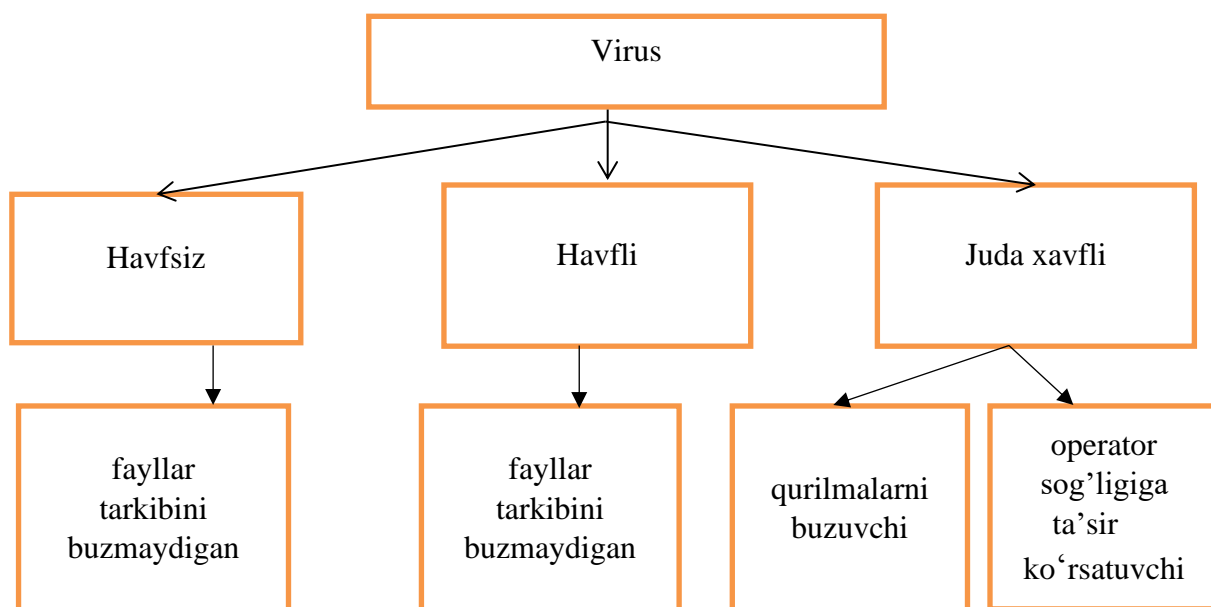 Virus
Havfsiz
Havfli
Juda xavfli
fayllar
tarkibini
buzmaydigan
fayllar
tarkibini
buzmaydigan
qurilmalarni
buzuvchi
operator
sog’ligiga
ta’sir
ko‘rsatuvchi